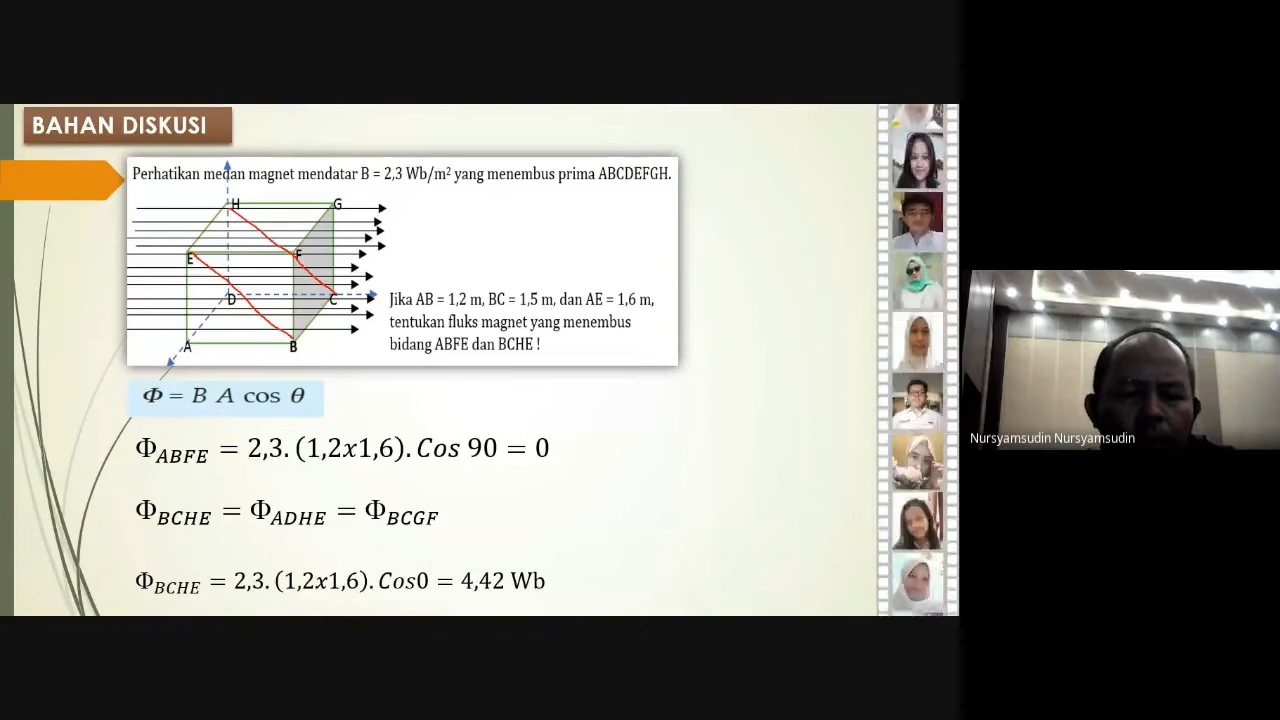 BAHAN DISKUSI
Perhatikan medan magnet mendatar B = 2,3 Wb/m² yang menembus prima ABCDEFGH.
H G
E F
D C
A B
Jika AB = 1,2 m, BC = 1,5 m, dan AE = 1,6 m,
tentukan fluks magnet yang menembus
bidang ABFE dan BCHE !
Φ = B A cos θ
Φ_ABFE = 2,3. (1,2x1,6). Cos 90 = 0
Φ_BCHE = Φ_ADHE = Φ_BCGF
Φ_BCHE = 2,3. (1,2x1,6). Cos0 = 4,42 Wb
Nursyamsudin Nursyamsudin